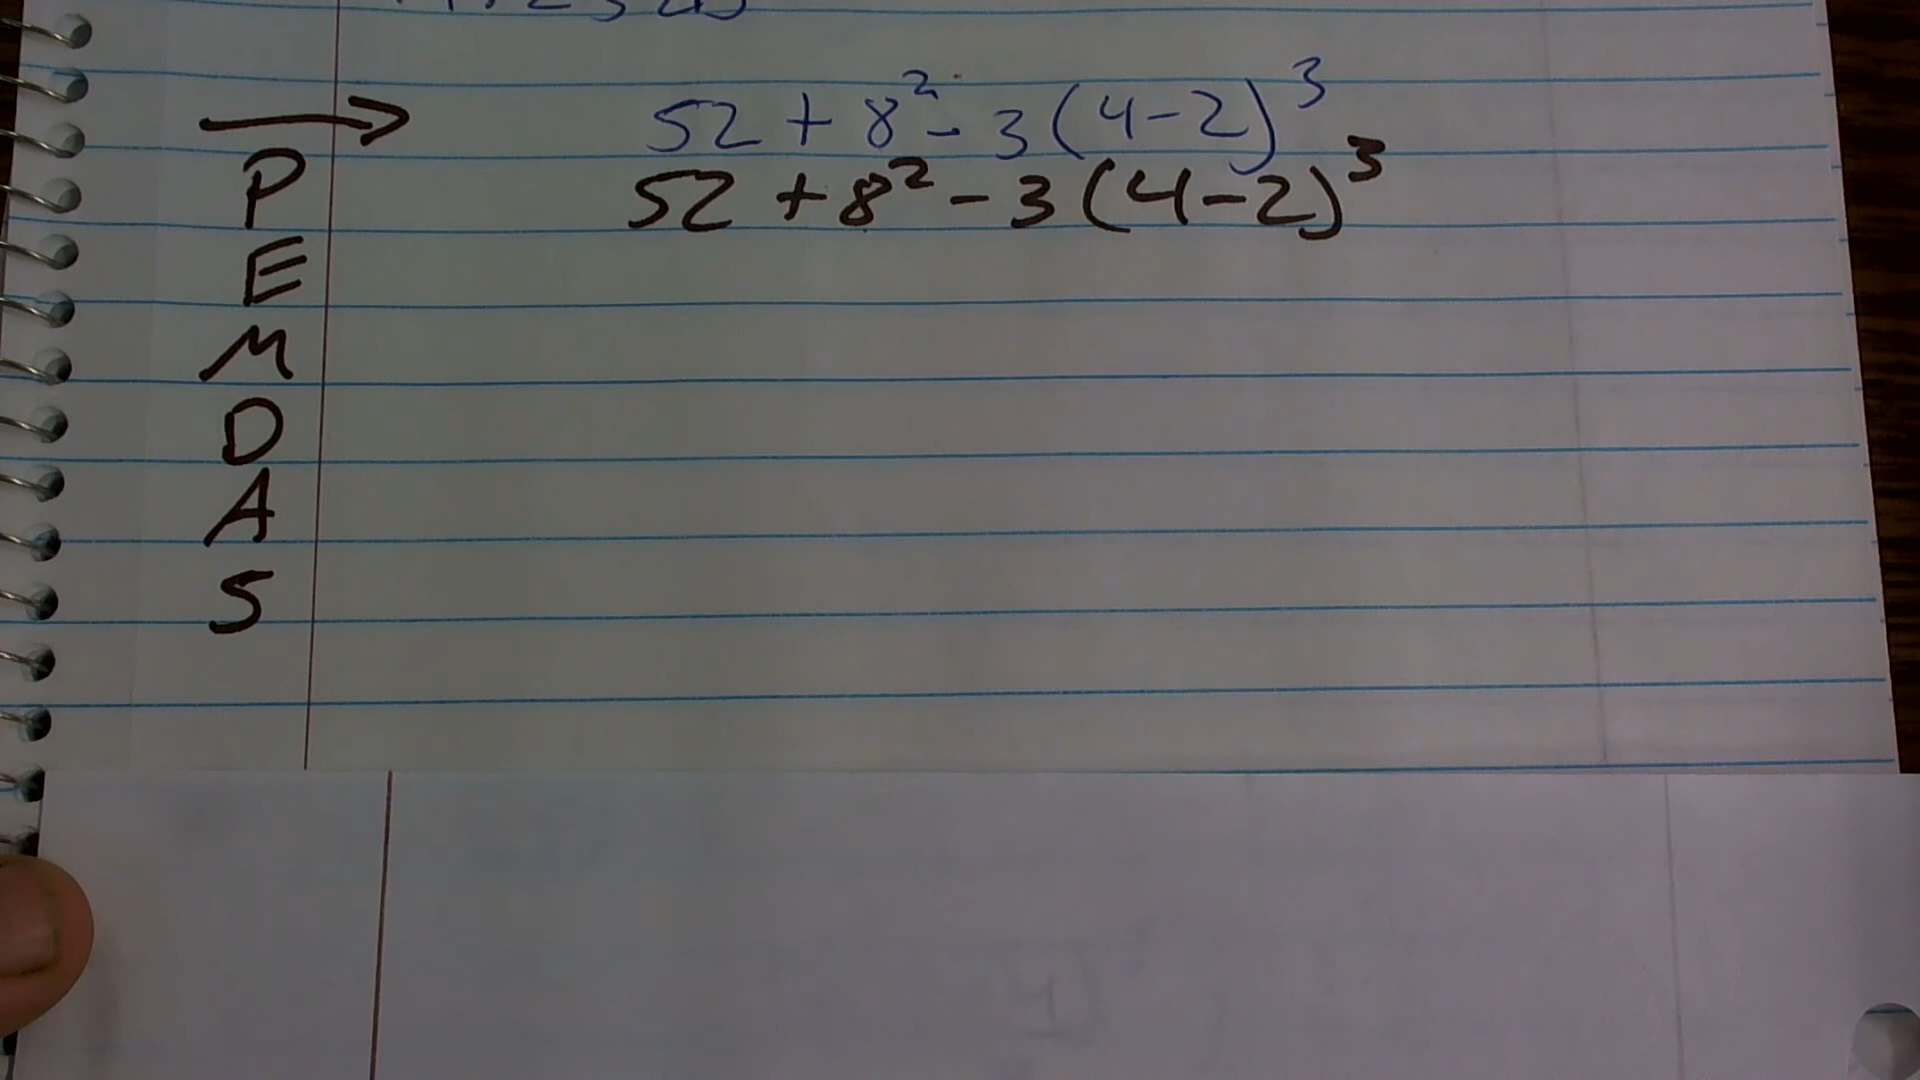 52 + 8² - 3(4-2)³
→
52 + 8² - 3(4-2)³
P
E
M
D
A
S